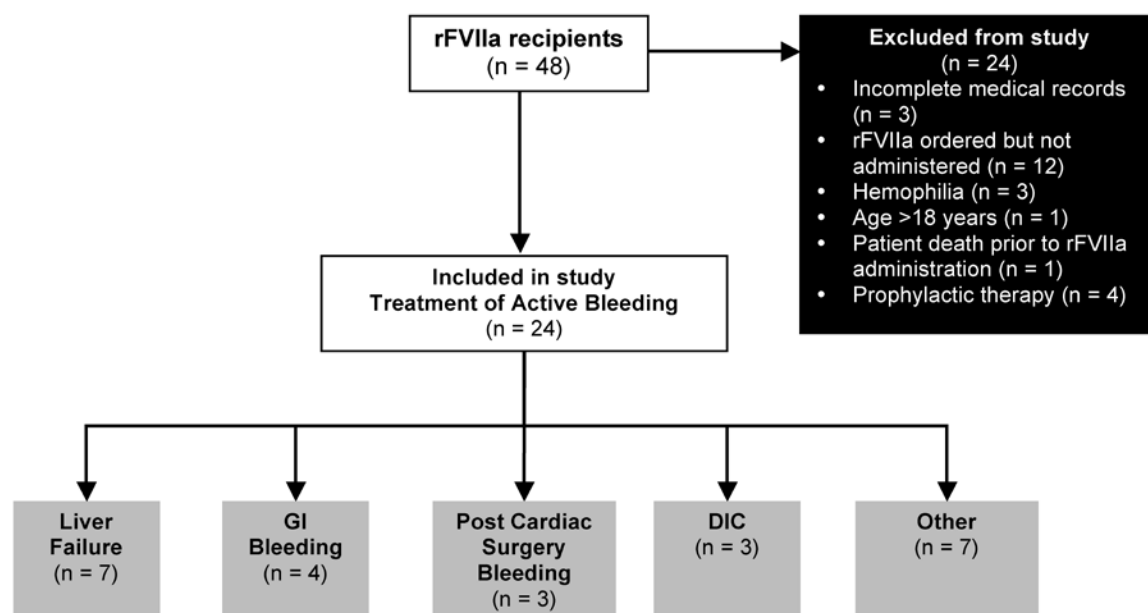 rFVIIa recipients
(n = 48)
Excluded from study
(n = 24)
• Incomplete medical records
(n = 3)
• rFVIIa ordered but not
administered (n = 12)
• Hemophilia (n = 3)
• Age >18 years (n = 1)
• Patient death prior to rFVIIa
administration (n = 1)
• Prophylactic therapy (n = 4)
Included in study
Treatment of Active Bleeding
(n = 24)
Liver
Failure
(n = 7)
GI
Bleeding
(n = 4)
Post Cardiac
Surgery
Bleeding
(n = 3)
DIC
(n = 3)
Other
(n = 7)